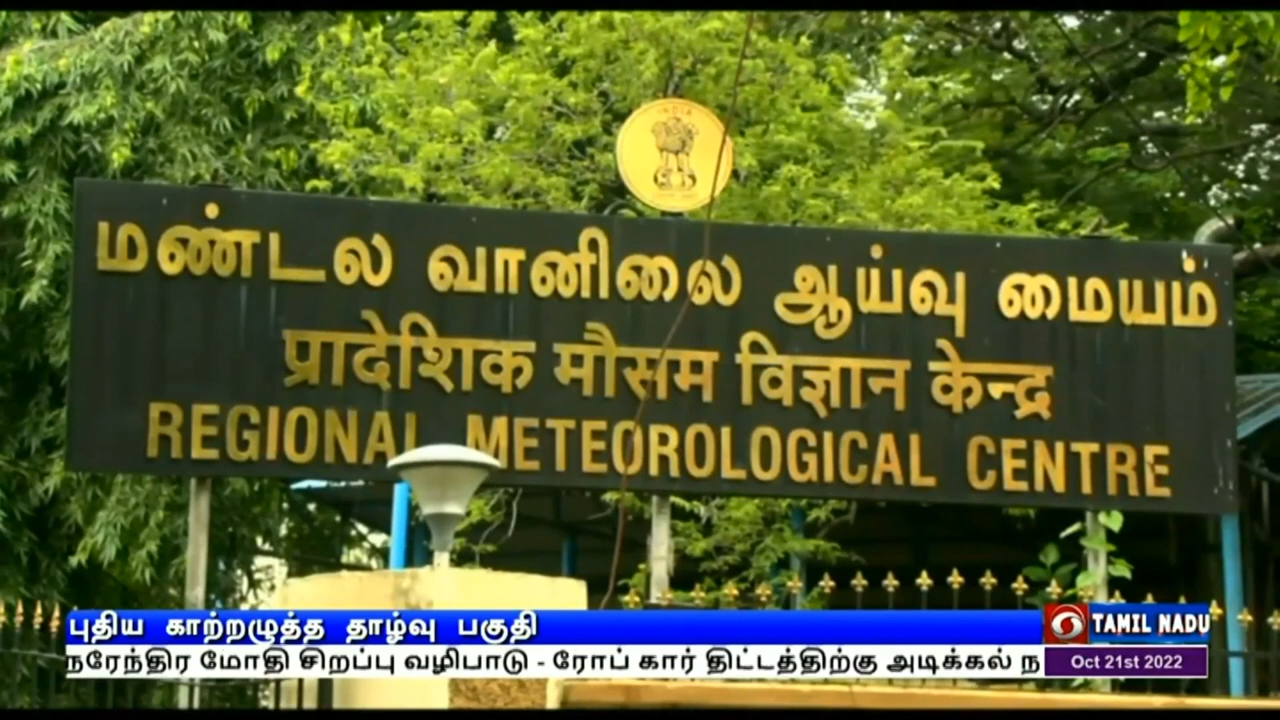 INDIA
மண்டல வானிலை ஆய்வு மையம்
प्रादेशिक मौसम विज्ञान केन्द्र
REGIONAL METEOROLOGICAL CENTRE
புதிய காற்றழுத்த தாழ்வு பகுதி
TAMIL NADU
நரேந்திர மோதி சிறப்பு வழிபாடு - ரோப் கார் திட்டத்திற்கு அடிக்கல் ந
Oct 21st 2022